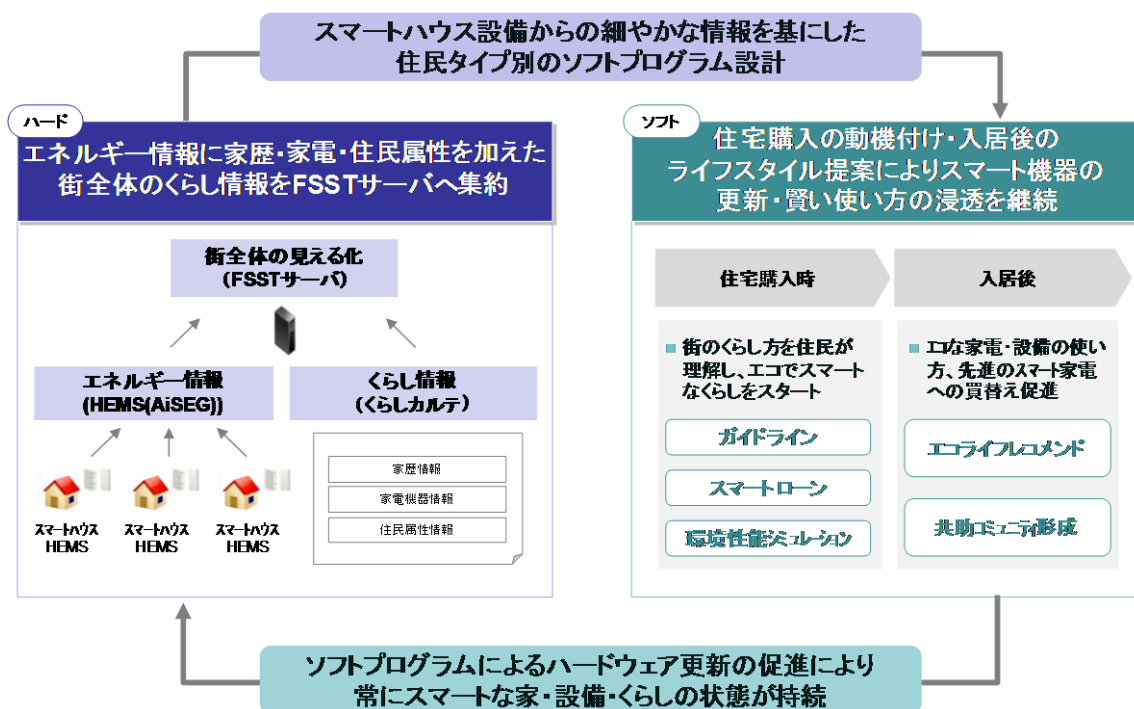 スマートハウス設備からの細やかな情報を基にした
住民タイプ別のソフトプログラム設計
ハード
エネルギー情報に家歴・家電・住民属性を加えた
街全体のくらし情報をFSSTサーバへ集約
街全体の見える化
(FSSTサーバ)
エネルギー情報
(HEMS(AiSEG))
くらし情報
(くらしカルテ)
スマートハウス
HEMS
スマートハウス
HEMS
スマートハウス
HEMS
家歴情報
家電機器情報
住民属性情報
ソフト
住宅購入の動機付け・入居後の
ライフスタイル提案によりスマート機器の
更新・賢い使い方の浸透を継続
住宅購入時
入居後
■ 街のくらし方を住民が
理解し、エコでスマート
なくらしをスタート
ガイドライン
スマートローン
環境性能シミュレーション
■ エコな家電・設備の使い
方、先進のスマート家電
への買替え促進
エコライフレコメンド
共助コミュニティ形成
ソフトプログラムによるハードウェア更新の促進により
常にスマートな家・設備・くらしの状態が持続